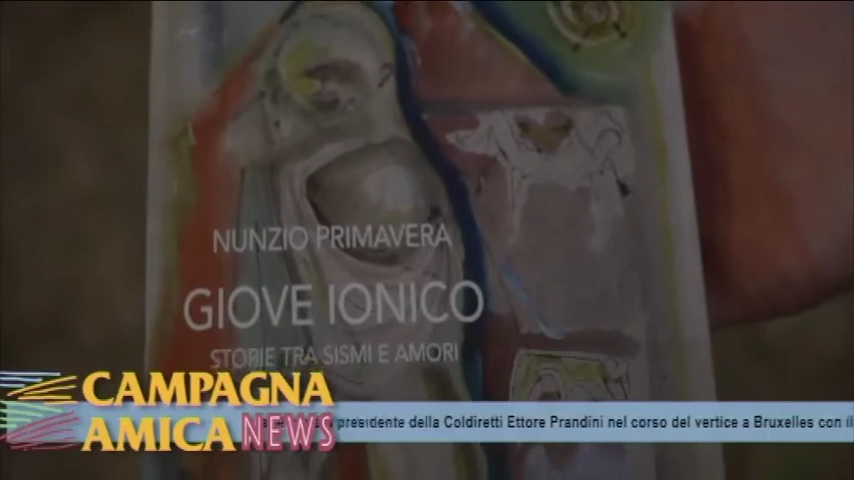 NUNZIO PRIMAVERA
GIOVE IONICO
STORIE TRA SISMI E AMORI
CAMPAGNA
AMICA NEWS
presidente della Coldiretti Ettore Prandini nel corso del vertice a Bruxelles con il